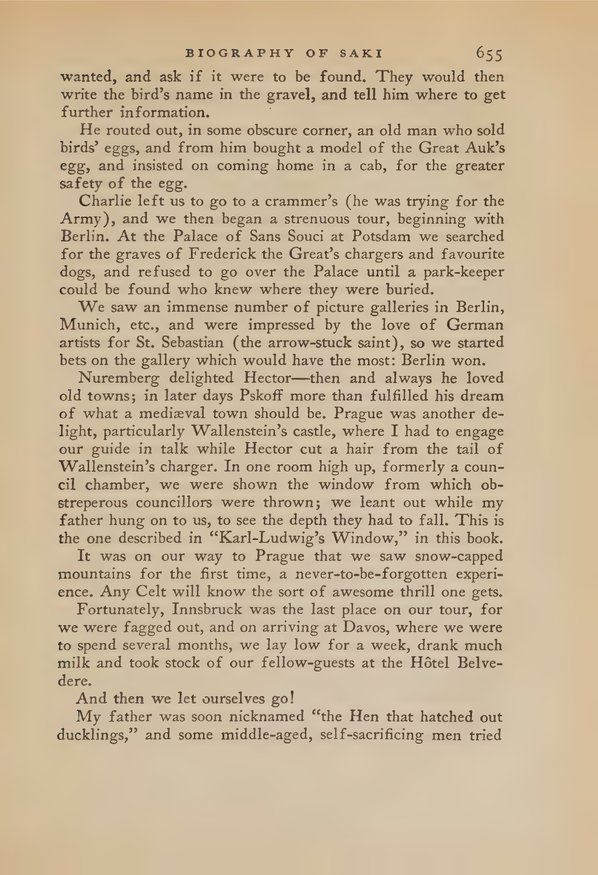 BIOGRAPHY OF SAKI 655
wanted, and ask if it were to be found. They would then
write the bird's name in the gravel, and tell him where to get
further information.
He routed out, in some obscure corner, an old man who sold
birds' eggs, and from him bought a model of the Great Auk's
egg, and insisted on coming home in a cab, for the greater
safety of the egg.
Charlie left us to go to a crammer's (he was trying for the
Army), and we then began a strenuous tour, beginning with
Berlin. At the Palace of Sans Souci at Potsdam we searched
for the graves of Frederick the Great's chargers and favourite
dogs, and refused to go over the Palace until a park-keeper
could be found who knew where they were buried.
We saw an immense number of picture galleries in Berlin,
Munich, etc., and were impressed by the love of German
artists for St. Sebastian (the arrow-stuck saint), so we started
bets on the gallery which would have the most: Berlin won.
Nuremberg delighted Hector—then and always he loved
old towns; in later days Pskoff more than fulfilled his dream
of what a mediæval town should be. Prague was another de-
light, particularly Wallenstein's castle, where I had to engage
our guide in talk while Hector cut a hair from the tail of
Wallenstein's charger. In one room high up, formerly a coun-
cil chamber, we were shown the window from which ob-
streperous councillors were thrown; we leant out while my
father hung on to us, to see the depth they had to fall. This is
the one described in "Karl-Ludwig's Window," in this book.
It was on our way to Prague that we saw snow-capped
mountains for the first time, a never-to-be-forgotten experi-
ence. Any Celt will know the sort of awesome thrill one gets.
Fortunately, Innsbruck was the last place on our tour, for
we were fagged out, and on arriving at Davos, where we were
to spend several months, we lay low for a week, drank much
milk and took stock of our fellow-guests at the Hôtel Belve-
dere.
And then we let ourselves go!
My father was soon nicknamed "the Hen that hatched out
ducklings," and some middle-aged, self-sacrificing men tried